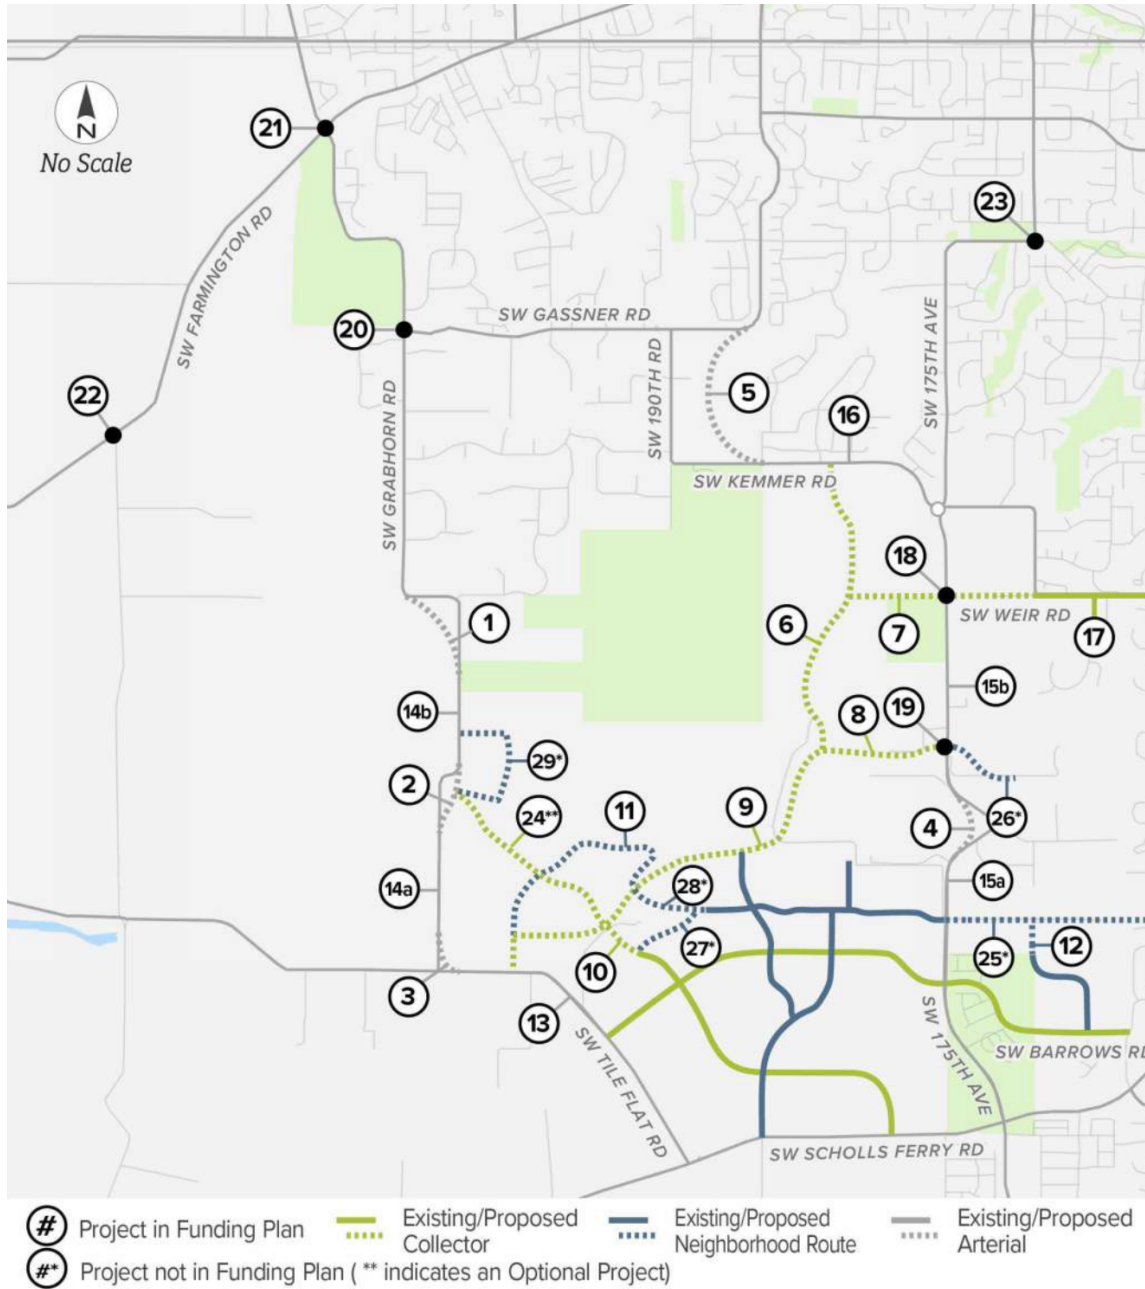 N
No Scale
21
23
SW FARMINGTON RD
20
SW GASSNER RD
SW 190TH RD
SW 175TH AVE
22
5
16
SW GRABHORN RD
SW KEMMER RD
18
1
6
7
SW WEIR RD
17
14b
15b
19
8
29*
2
24**
11
9
4
26*
14a
28*
15a
27*
25*
12
10
3
13
SW TILE FLAT RD
SW 175TH AVE
SW BARROWS RD
SW SCHOLLS FERRY RD
# Project in Funding Plan
#* Project not in Funding Plan ( ** indicates an Optional Project)
Existing/Proposed
Collector
Existing/Proposed
Neighborhood Route
Existing/Proposed
Arterial